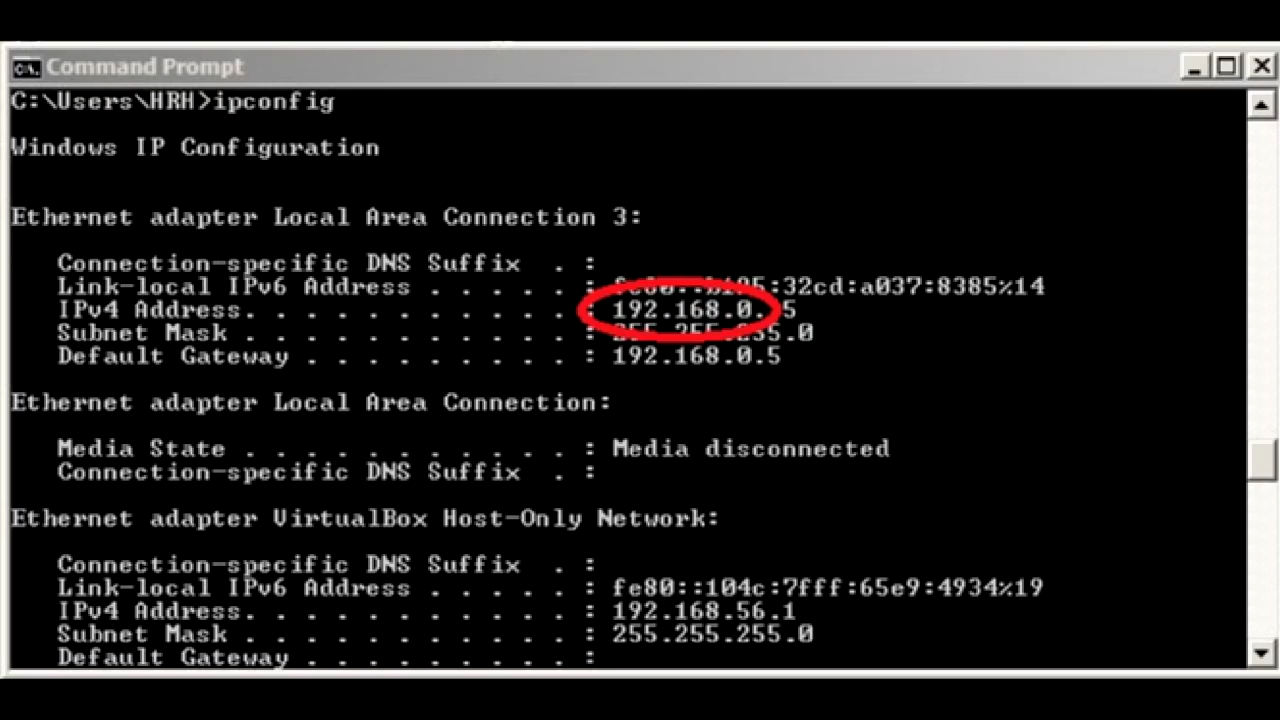 Command Prompt
C:\Users\HRH>ipconfig
Windows IP Configuration
Ethernet adapter Local Area Connection 3:
Connection-specific DNS Suffix . :
Link-local IPv6 Address . . . . . : 32cd:a037:8385%14
IPv4 Address. . . . . . . . . . . : 192.168.0.
Subnet Mask . . . . . . . . . . . : 255.255.255.0
Default Gateway . . . . . . . . . : 192.168.0.5
Ethernet adapter Local Area Connection:
Media State . . . . . . . . . . . : Media disconnected
Connection-specific DNS Suffix . :
Ethernet adapter VirtualBox Host-Only Network:
Connection-specific DNS Suffix . :
Link-local IPv6 Address . . . . . : fe80::104c:7fff:65e9:4934%19
IPv4 Address. . . . . . . . . . . : 192.168.56.1
Subnet Mask . . . . . . . . . . . : 255.255.255.0
Default Gateway . . . . . . . . . :